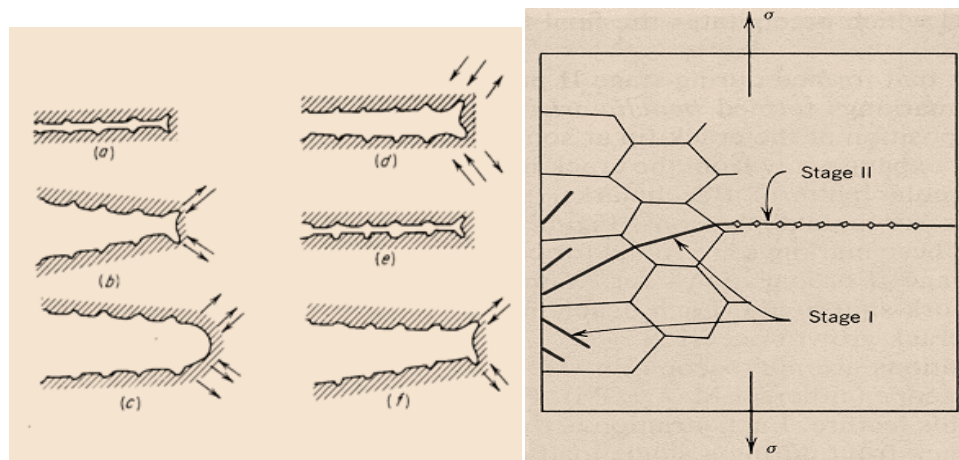 (a)
(b)
(c)
(d)
(e)
(f)
σ
Stage II
Stage I
σ